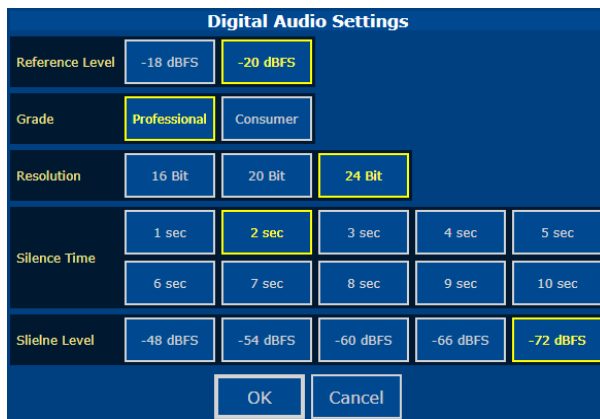 Digital Audio Settings
Reference Level -18 dBFS -20 dBFS
Grade Professional Consumer
Resolution 16 Bit 20 Bit 24 Bit
1 sec 2 sec 3 sec 4 sec 5 sec
Silence Time
6 sec 7 sec 8 sec 9 sec 10 sec
Slielne Level -48 dBFS -54 dBFS -60 dBFS -66 dBFS -72 dBFS
OK Cancel